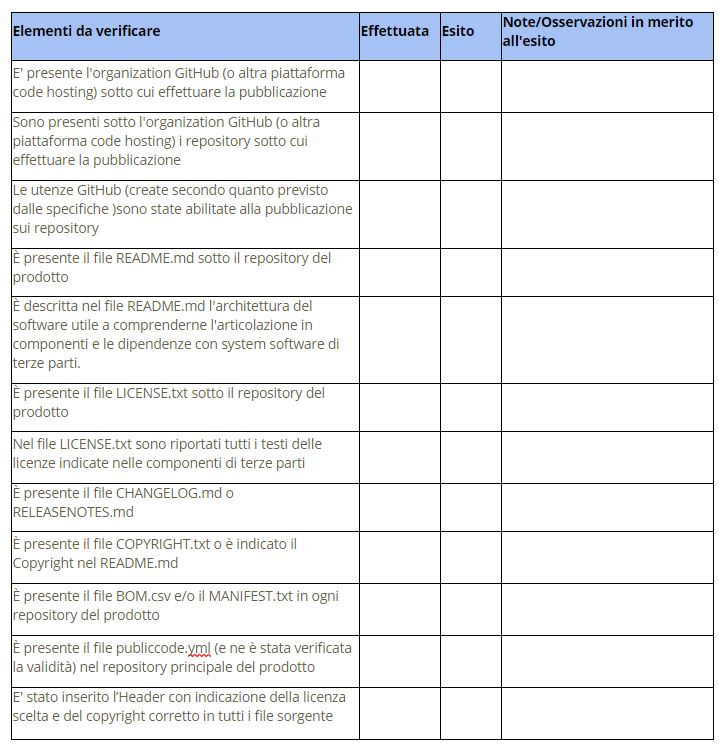 Elementi da verificare
Effettuata
Esito
Note/Osservazioni in merito
all'esito
E' presente l'organization GitHub (o altra piattaforma
code hosting) sotto cui effettuare la pubblicazione
Sono presenti sotto l'organization GitHub (o altra
piattaforma code hosting) i repository sotto cui
effettuare la pubblicazione
Le utenze GitHub (create secondo quanto previsto
dalle specifiche )sono state abilitate alla pubblicazione
sui repository
È presente il file README.md sotto il repository del
prodotto
È descritta nel file README.md l'architettura del
software utile a comprenderne l'articolazione in
componenti e le dipendenze con system software di
terze parti.
È presente il file LICENSE.txt sotto il repository del
prodotto
Nel file LICENSE.txt sono riportati tutti i testi delle
licenze indicate nelle componenti di terze parti
È presente il file CHANGELOG.md o
RELEASENOTES.md
È presente il file COPYRIGHT.txt o è indicato il
Copyright nel README.md
È presente il file BOM.csv e/o il MANIFEST.txt in ogni
repository del prodotto
È presente il file publiccode.yml (e ne è stata verificata
la validità) nel repository principale del prodotto
E' stato inserito l’Header con indicazione della licenza
scelta e del copyright corretto in tutti i file sorgente